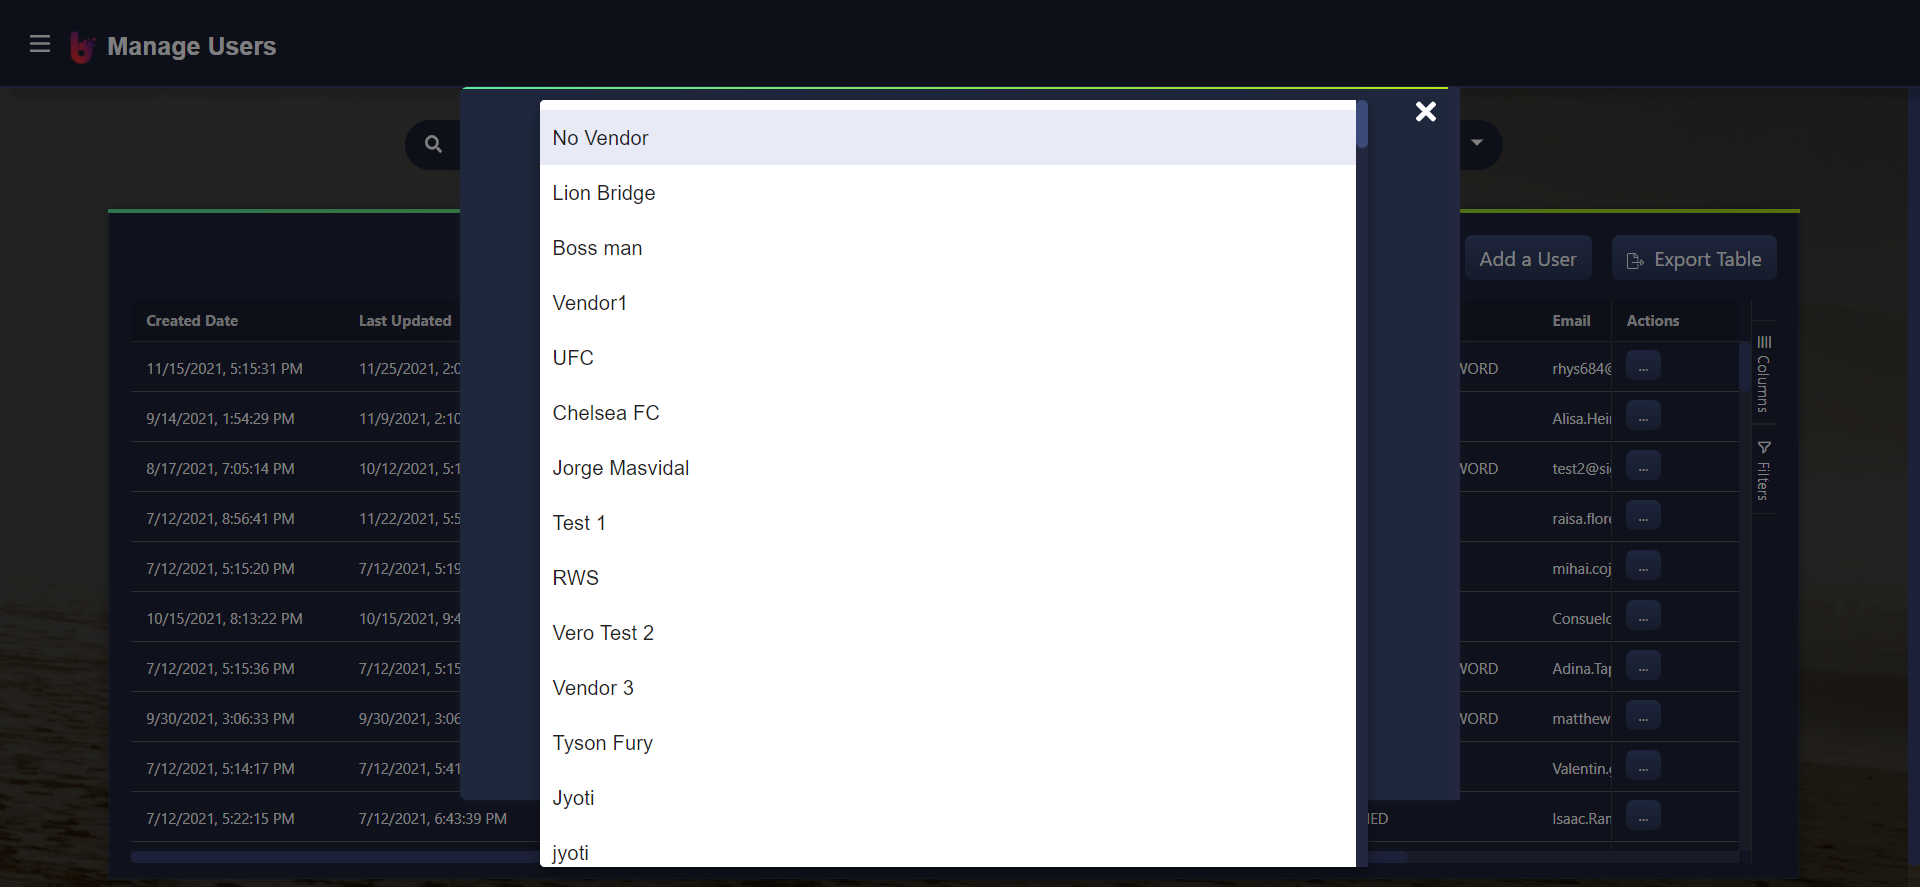 Manage Users
No Vendor
Lion Bridge
Boss man
Vendor1
UFC
Chelsea FC
Jorge Masvidal
Test 1
RWS
Vero Test 2
Vendor 3
Tyson Fury
Jyoti
jyoti
Add a User
Export Table
Created Date Last Updated Email Actions
11/15/2021, 5:15:31 PM 11/25/2021, 2:0 WORD rhys684@ ...
9/14/2021, 1:54:29 PM 11/9/2021, 2:10 Alisa.Hei ...
8/17/2021, 7:05:14 PM 10/12/2021, 5:1 WORD test2@si ...
7/12/2021, 8:56:41 PM 11/22/2021, 5:5 raisa.flor ...
7/12/2021, 5:15:20 PM 7/12/2021, 5:19 mihai.coj ...
10/15/2021, 8:13:22 PM 10/15/2021, 9:4 Consuelo ...
7/12/2021, 5:15:36 PM 7/12/2021, 5:15 WORD Adina.Tap ...
9/30/2021, 3:06:33 PM 9/30/2021, 3:06 WORD matthew ...
7/12/2021, 5:14:17 PM 7/12/2021, 5:41 Valentin. ...
7/12/2021, 5:22:15 PM 7/12/2021, 6:43:39 PM ED Isaac.Ram ...
Columns
Filters